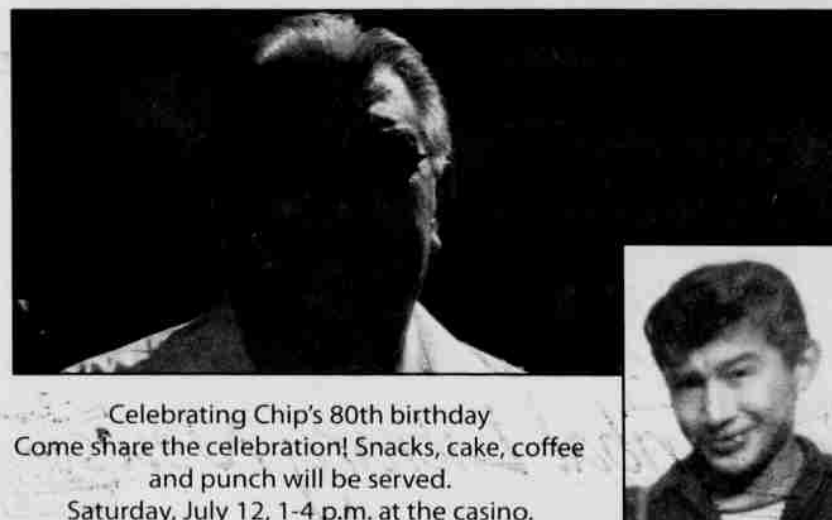 Celebrating Chip's 80th birthday
Come share the celebration! Snacks, cake, coffee
and punch will be served.
Saturday, July 12, 1-4 p.m. at the casino.